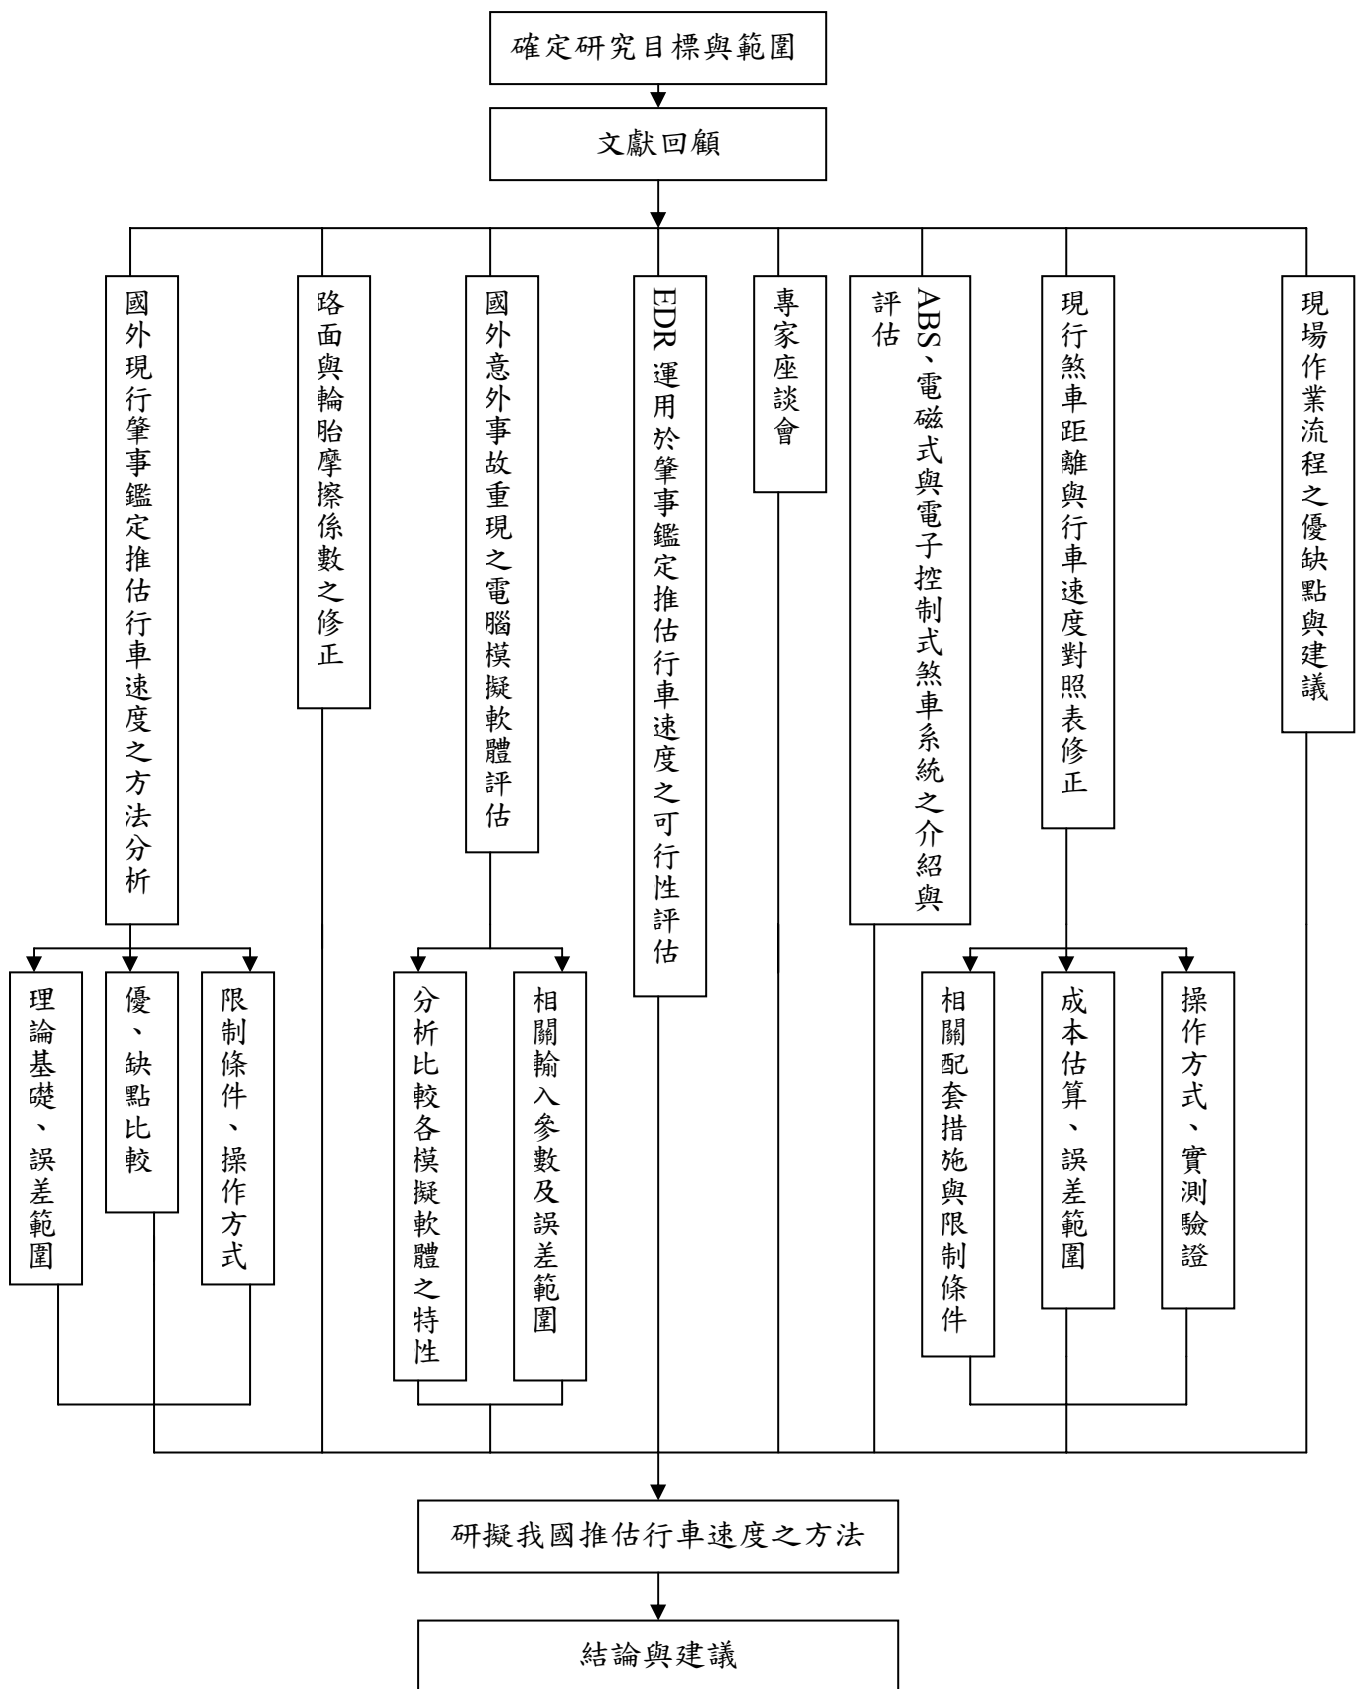 確定研究目標與範圍
文獻回顧
國外現行肇事鑑定推估行車速度之方法分析
路面與輪胎摩擦係數之修正
國外意外事故重現之電腦模擬軟體評估
EDR 運用於肇事鑑定推估行車速度之可行性評估
專家座談會
ABS、電磁式與電子控制式煞車系統之介紹與
評估
現行煞車距離與行車速度對照表修正
現場作業流程之優缺點與建議
理論基礎、誤差範圍
優、缺點比較
限制條件、操作方式
分析比較各模擬軟體之特性
相關輸入參數及誤差範圍
相關配套措施與限制條件
成本估算、誤差範圍
操作方式、實測驗證
研擬我國推估行車速度之方法
結論與建議